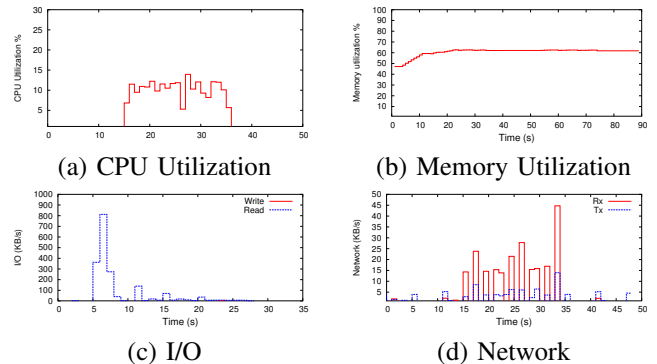 CPU Utilization %
30
25
20
15
10
5
0 10 20 30 40 50
(a) CPU Utilization
Memory utilization %
100
90
80
70
60
50
40
30
20
10
0 10 20 30 40 50 60 70 80 90
Time (s)
(b) Memory Utilization
I/O (KB/s)
1000
900
800
700
600
500
400
300
200
100
0
0 5 10 15 20 25 30 35
Time (s)
Write
Read
(c) I/O
Network (KB/s)
50
45
40
35
30
25
20
15
10
5
0 5 10 15 20 25 30 35 40 45 50
Time (s)
Rx
Tx
(d) Network